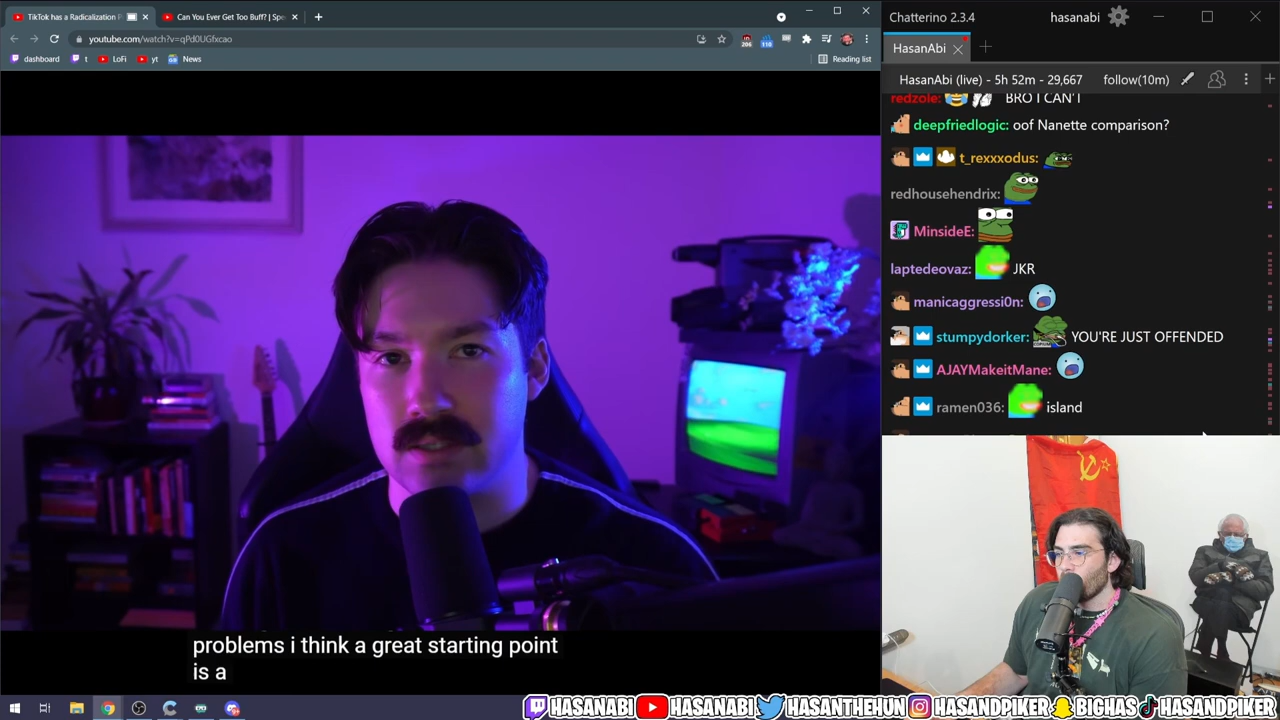 TikTok has a Radicalization P
Can You Ever Get Too Buff? | Spe
youtube.com/watch?v=qPd0UGfxcao
dashboard
t
LoFi
yt
News
Reading list
206
110
Chatterino 2.3.4
hasanabi
HasanAbi
HasanAbi (live) - 5h 52m - 29,667
follow(10m)
redzole: BRO I CAN'T
deepfriedlogic: oof Nanette comparison?
t_rexxxodus:
redhousehendrix:
MinsideE:
laptedeovaz: JKR
manicaggressi0n:
stumpydorker: YOU'RE JUST OFFENDED
AJAYMakeitMane:
ramen036: island
problems i think a great starting point
is a
HASANABI HASANABI HASANTHEHUN HASANDPIKER BIGHAS HASANDPIKER